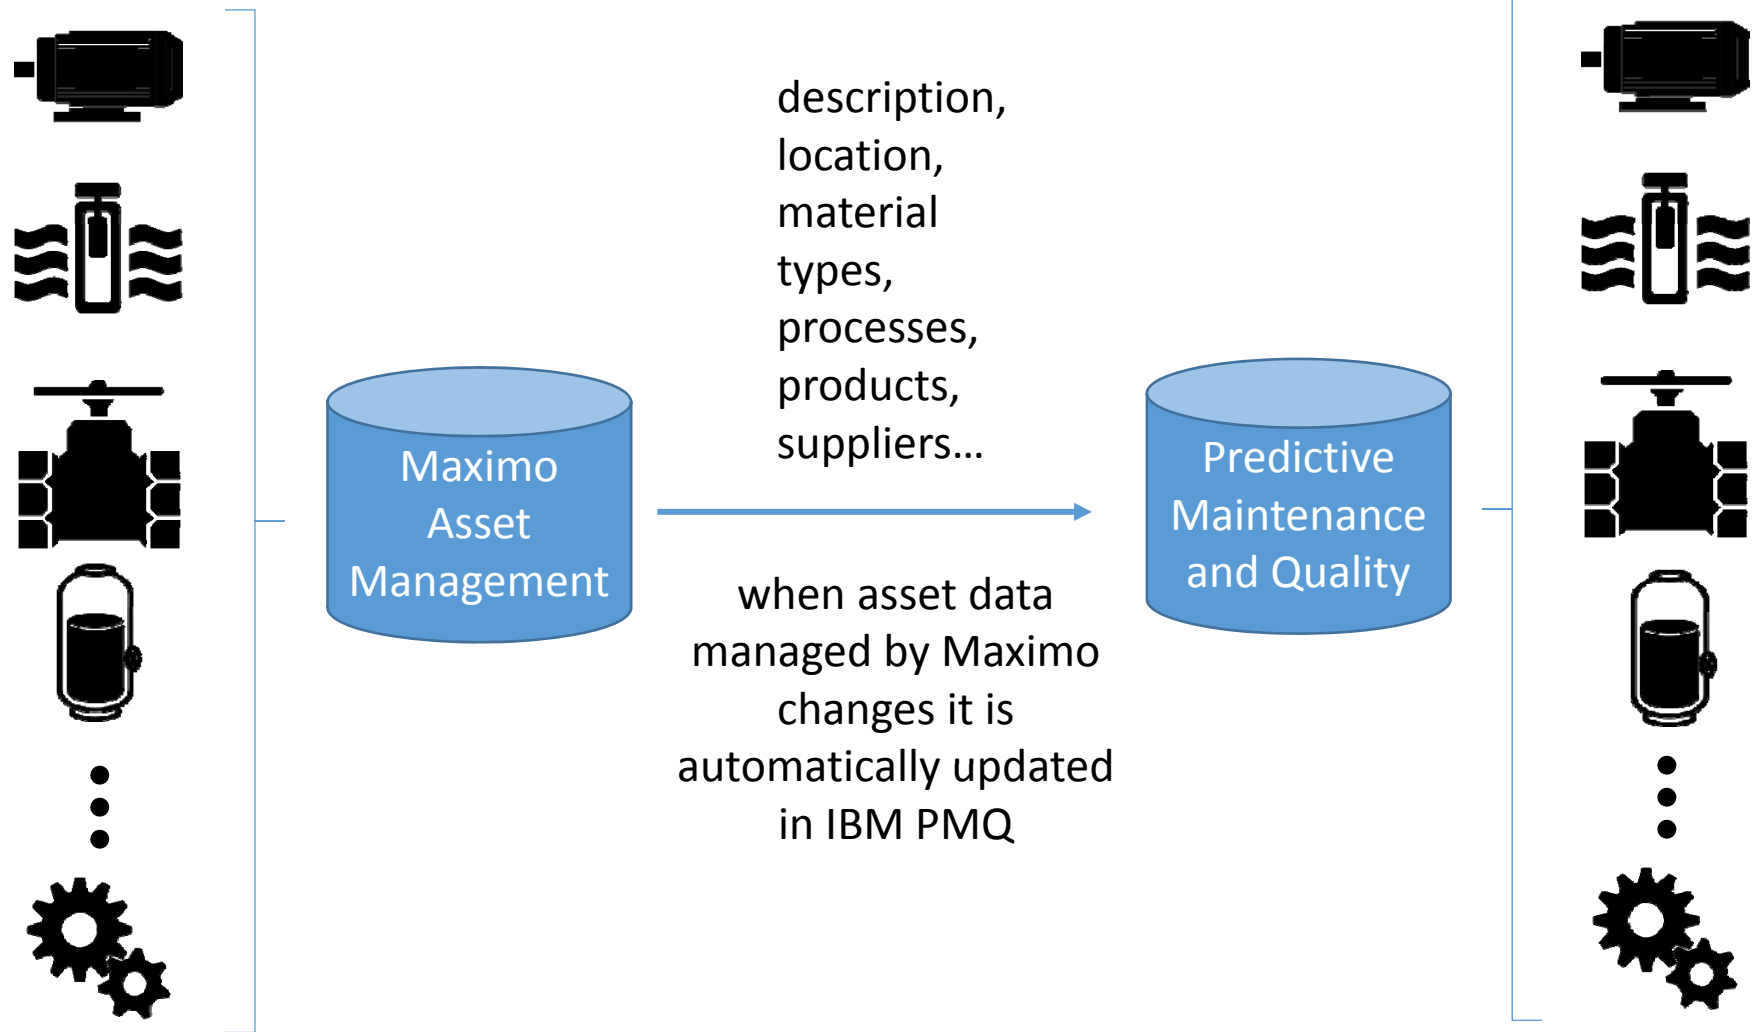 description,
location,
material
types,
processes,
products,
suppliers…
Maximo
Asset
Management
Predictive
Maintenance
and Quality
when asset data
managed by Maximo
changes it is
automatically updated
in IBM PMQ